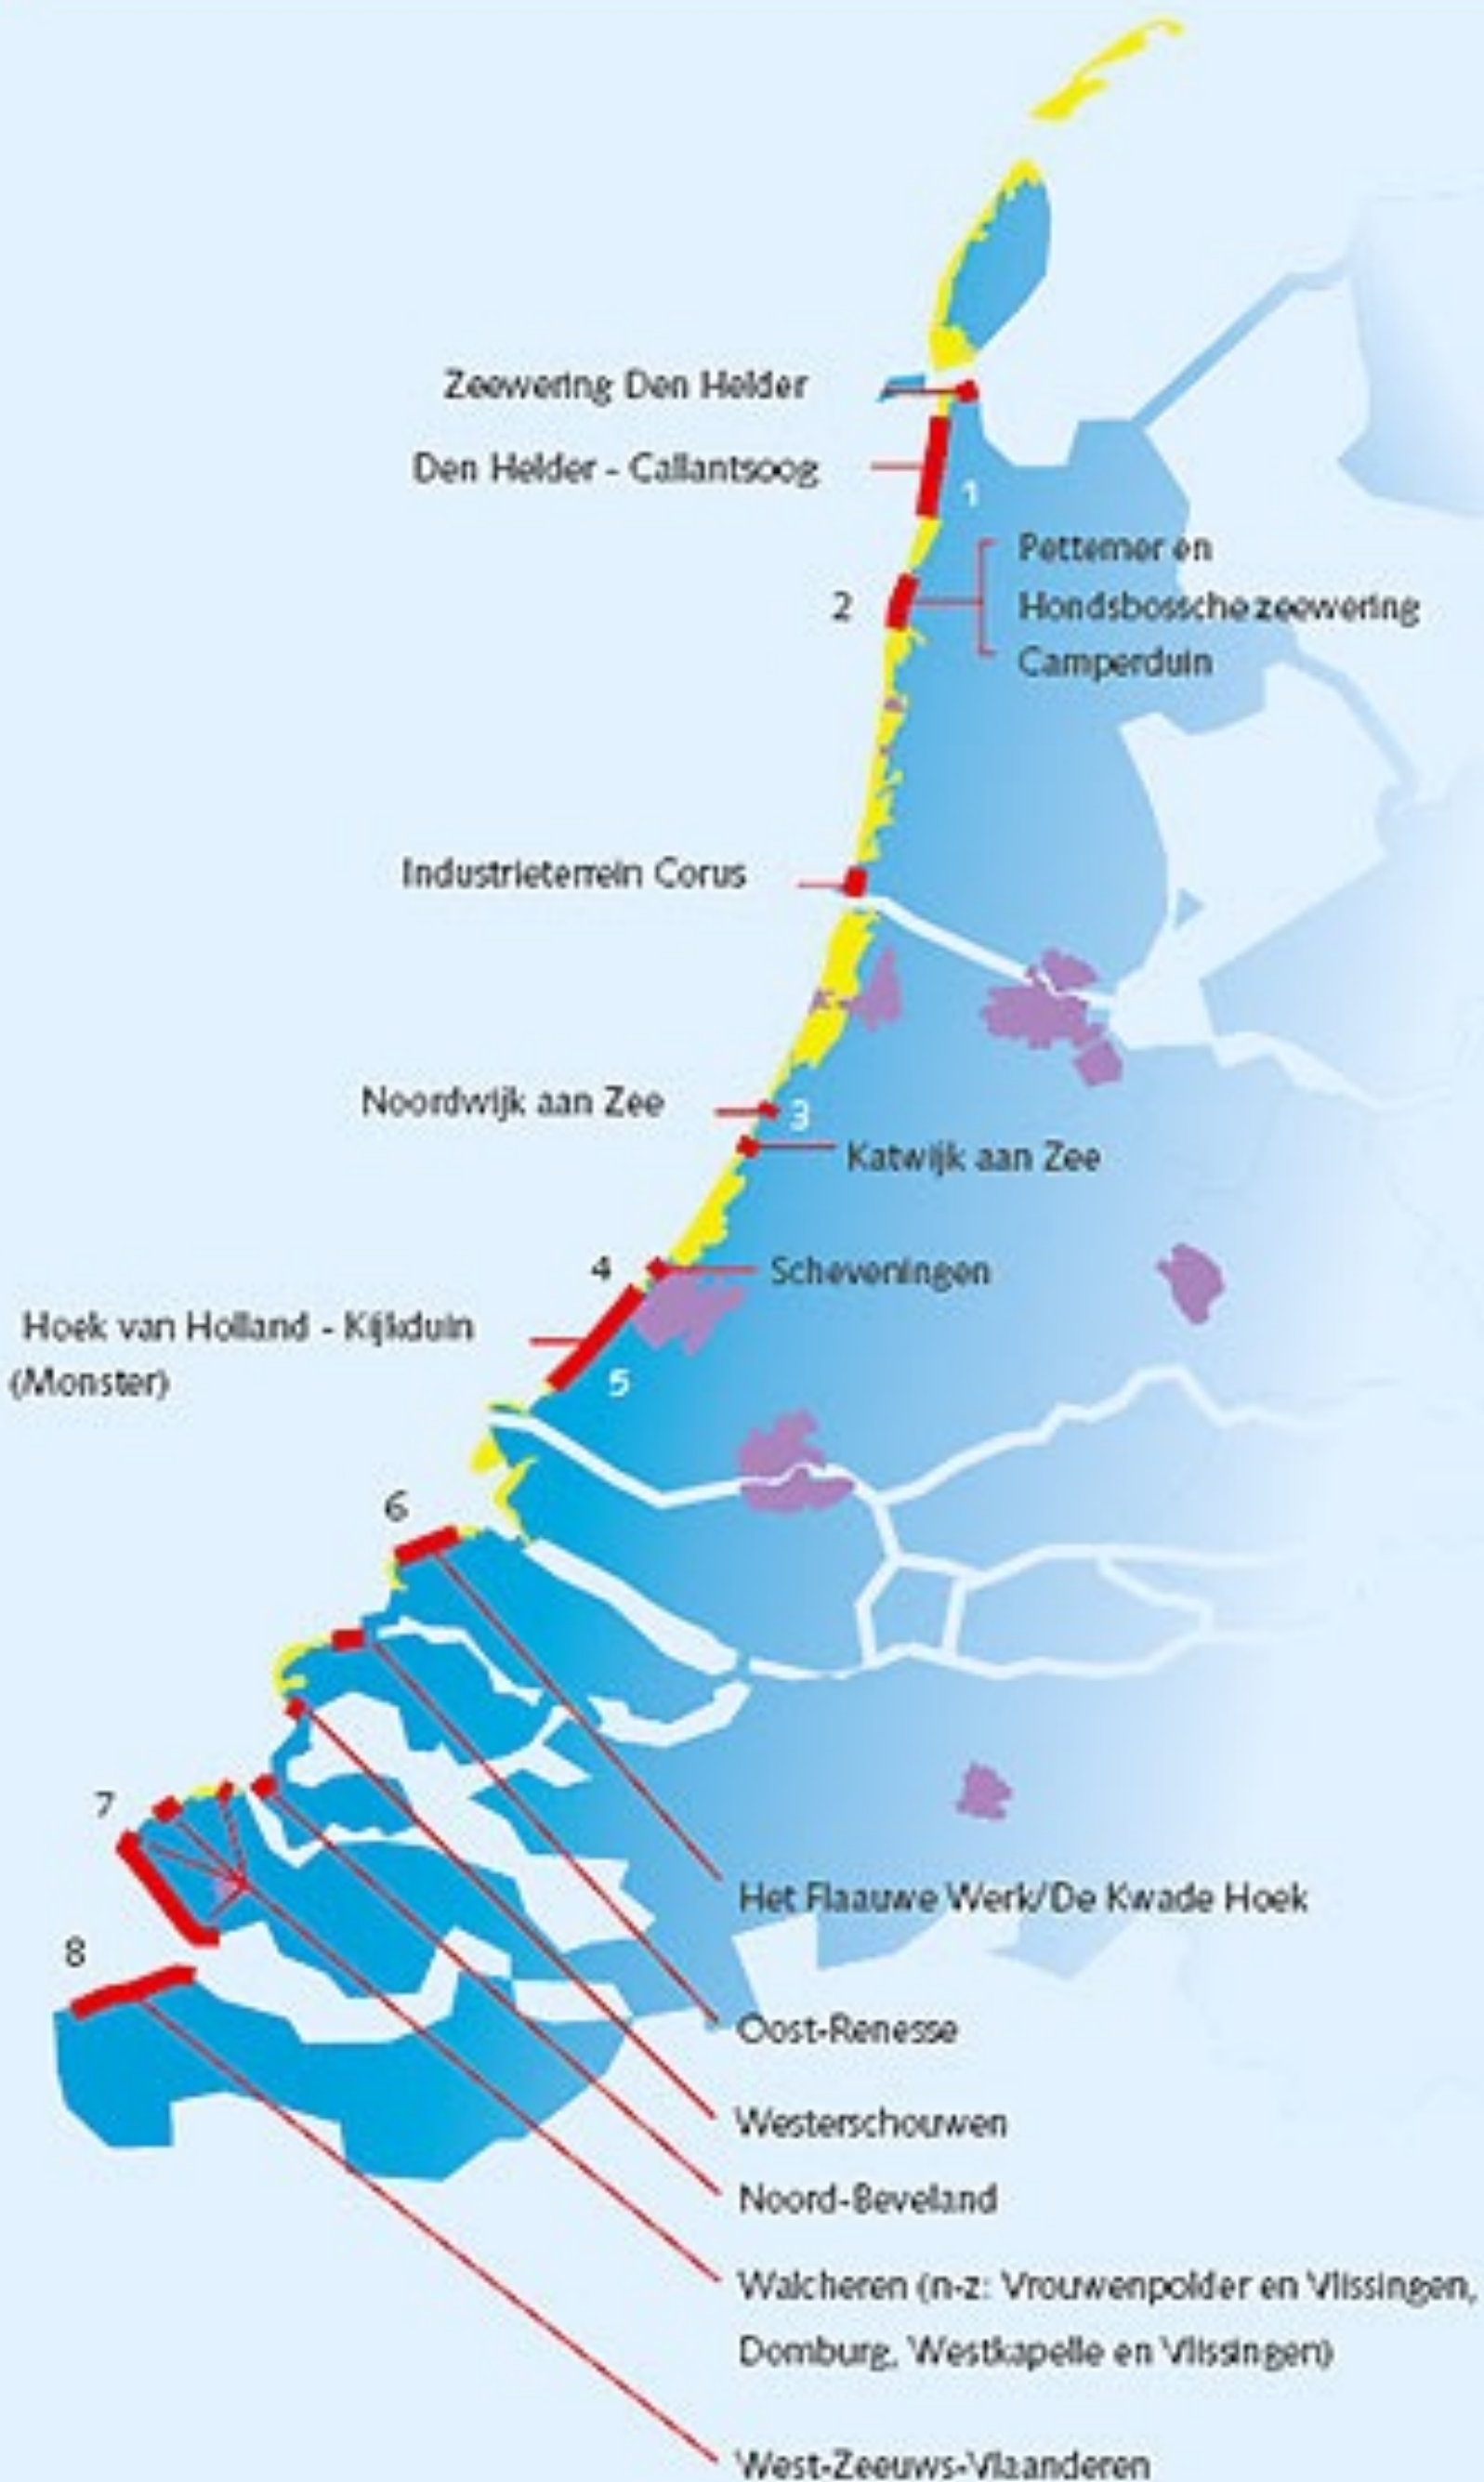 Zeewering Den Helder
Den Helder - Callantsoog
1
2
Pettemer en
Hondsbossche zeewering
Camperduin
Industrieterrein Corus
Noordwijk aan Zee
3
Katwijk aan Zee
4
Scheveningen
Hoek van Holland - Kijkduin
(Monster)
5
6
7
8
Het Flaauwe Werk/De Kwade Hoek
Oost-Renesse
Westerschouwen
Noord-Beveland
Walcheren (n-z: Vrouwenpolder en Vlissingen,
Domburg, Westkapelle en Vlissingen)
West-Zeeuws-Vlaanderen